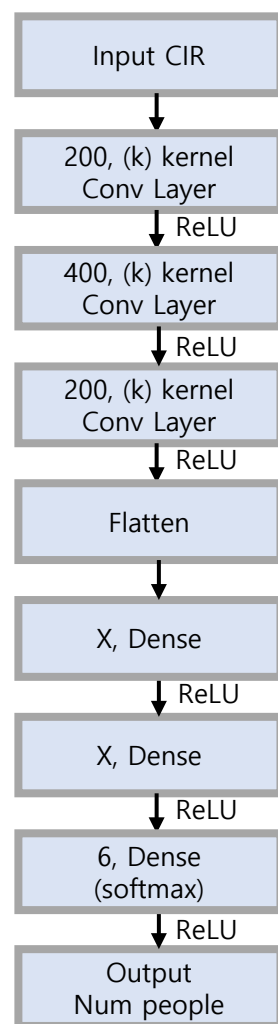 Input CIR
200, (k) kernel
Conv Layer
ReLU
400, (k) kernel
Conv Layer
ReLU
200, (k) kernel
Conv Layer
ReLU
Flatten
X, Dense
ReLU
X, Dense
ReLU
6, Dense
(softmax)
ReLU
Output
Num people